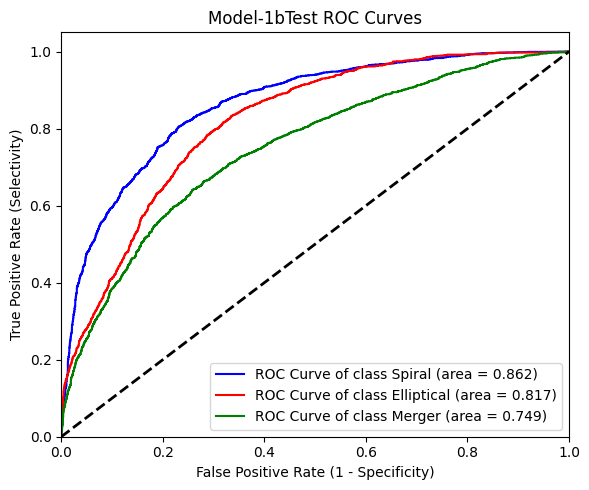 Model-1bTest ROC Curves
1.0
0.8
0.6
0.4
0.2
0.0
True Positive Rate (Selectivity)
ROC Curve of class Spiral (area = 0.862)
ROC Curve of class Elliptical (area = 0.817)
ROC Curve of class Merger (area = 0.749)
0.0 0.2 0.4 0.6 0.8 1.0
False Positive Rate (1 - Specificity)